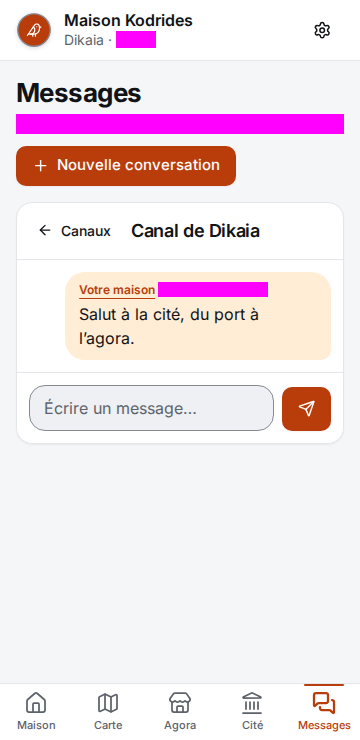 Maison Kodrides
Dikaia ·
Messages
Nouvelle conversation
Canaux
Canal de Dikaia
Votre maison
Salut à la cité, du port à
l’agora.
Écrire un message...
Maison
Carte
Agora
Cité
Messages